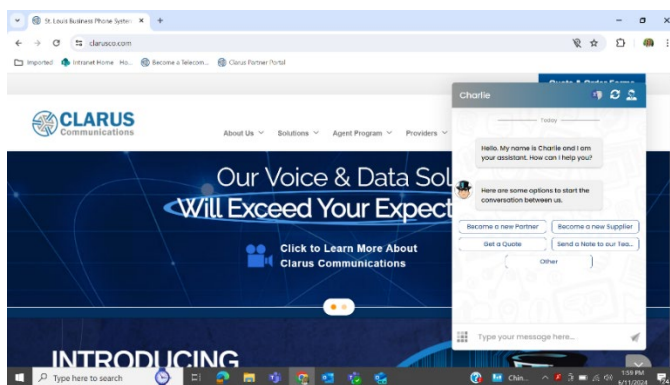 St. Louis Business Phone System
clarusco.com
Imported
Intranet Home Ho...
Become a Telecom...
Clarus Partner Portal
Quote & Order Forms
CLARUS
Communications
About Us
Solutions
Agent Program
Providers
Our Voice & Data Sol
Will Exceed Your Expect
Click to Learn More About
Clarus Communications
INTRODUCING
Charlie
Today
Hello. My name is Charlie and I am
your assistant. How can I help you?
Here are some options to start the
conversation between us.
Become a new Partner
Become a new Supplier
Get a Quote
Send a Note to our Tea...
Other
Type your message here...
Type here to search
Chin...
1:59 PM
6/11/2024